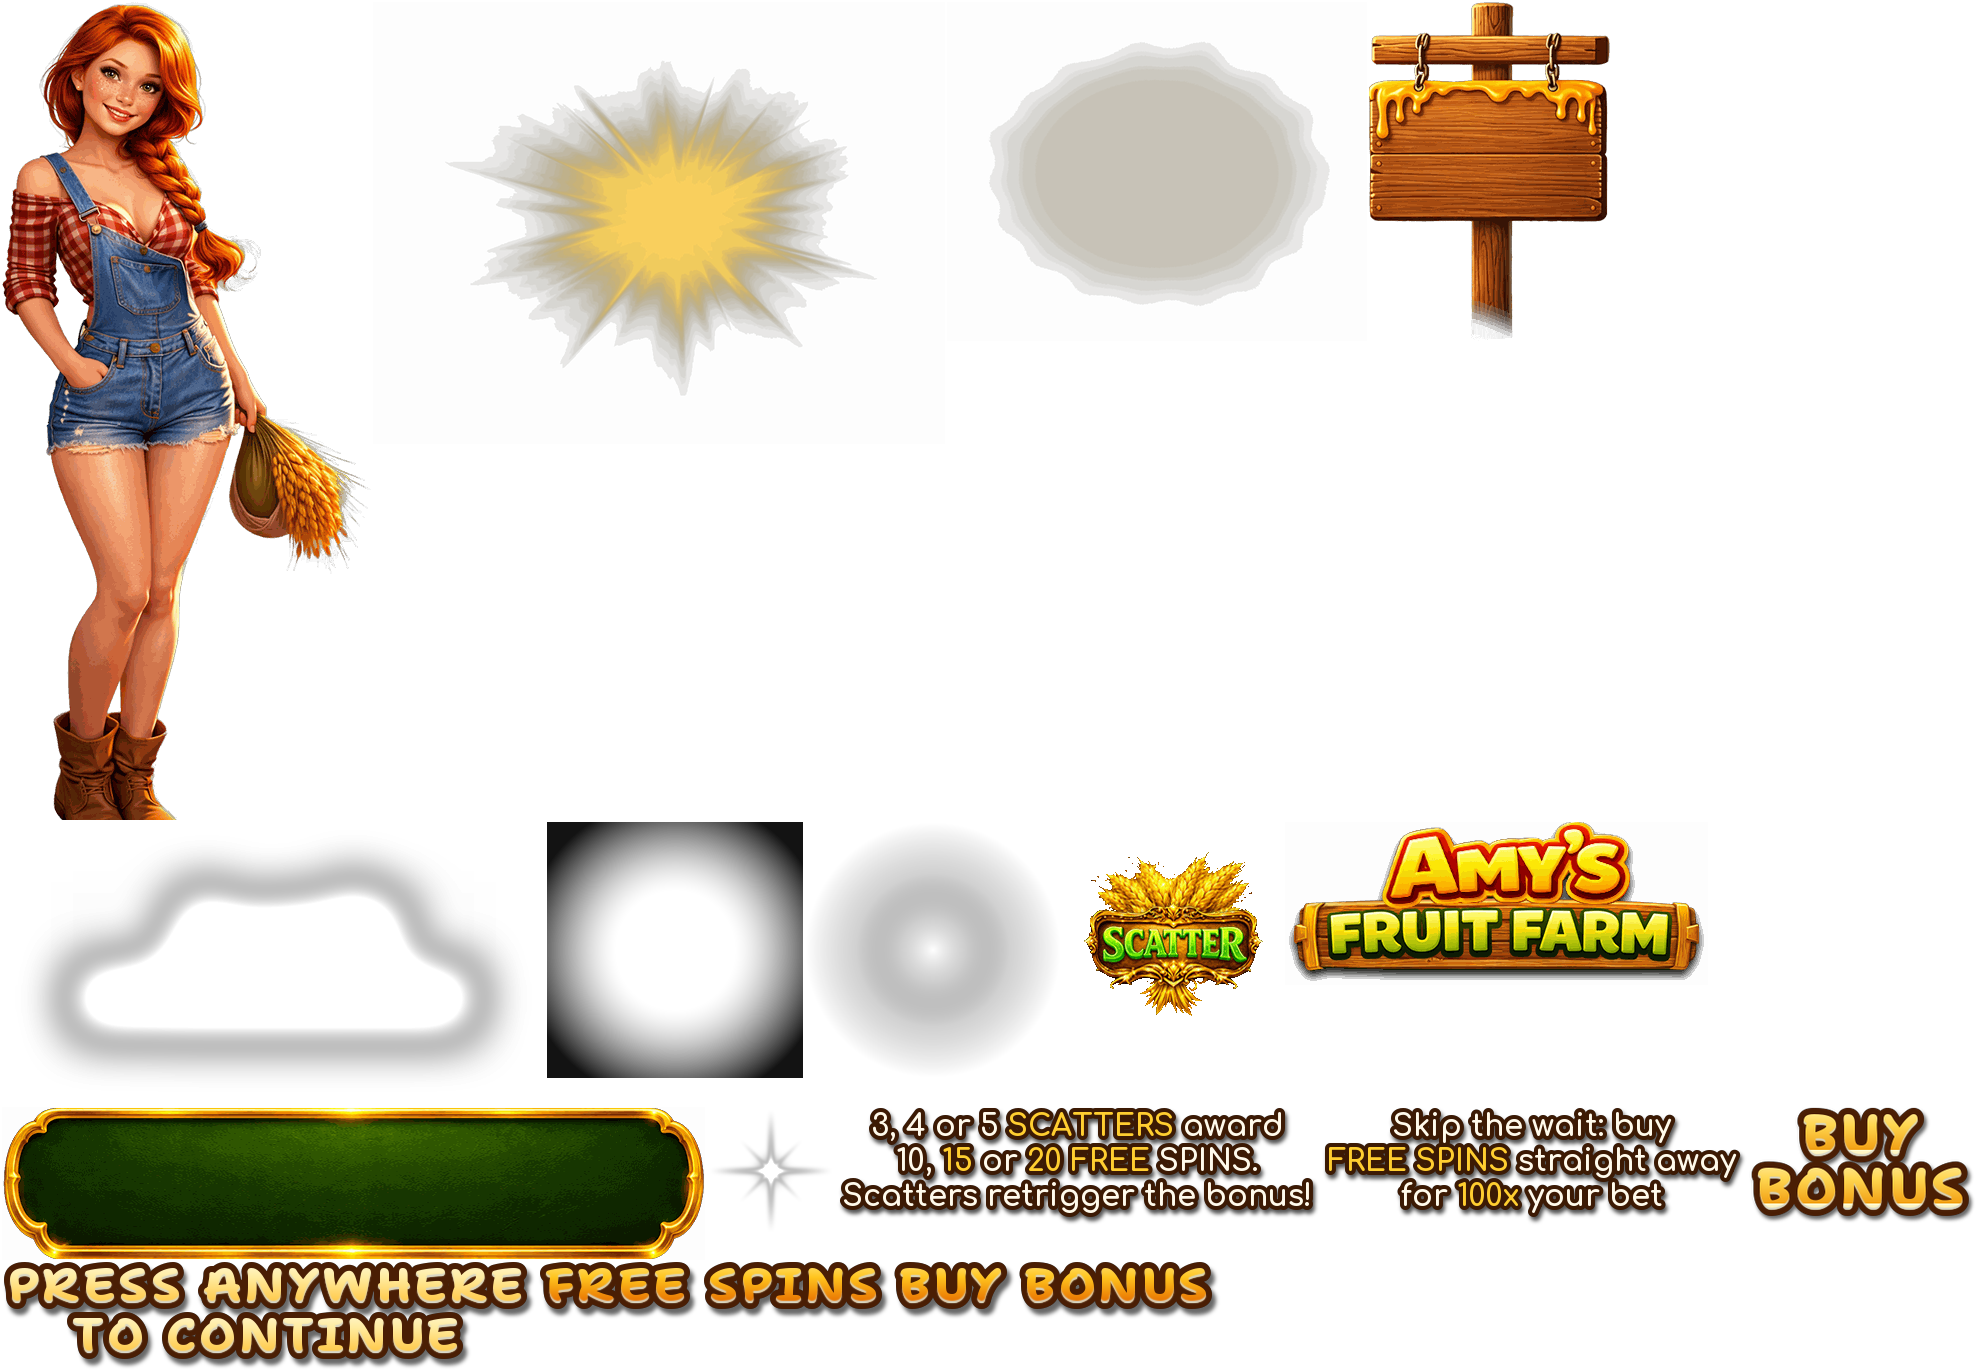 SCATTER
AMY'S
FRUIT FARM
3, 4 or 5 SCATTERS award
10, 15 or 20 FREE SPINS.
Scatters retrigger the bonus!
Skip the wait: buy
FREE SPINS straight away
for 100x your bet
BUY
BONUS
PRESS ANYWHERE
TO CONTINUE
FREE SPINS
BUY BONUS